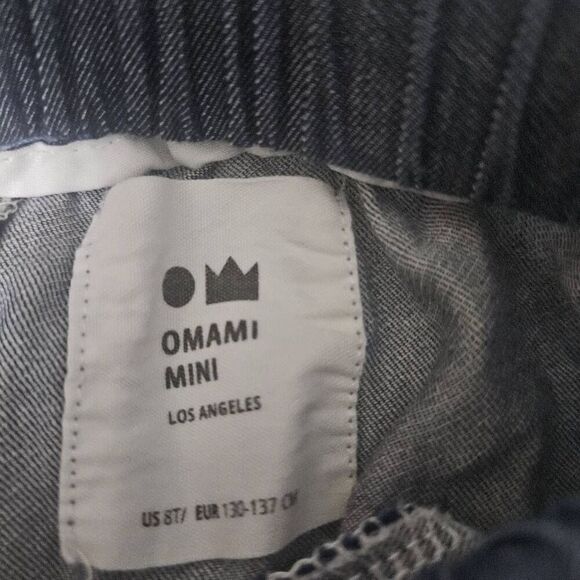 OMAMI
MINI
LOS ANGELES
US 8T/ EUR 130-137 CM